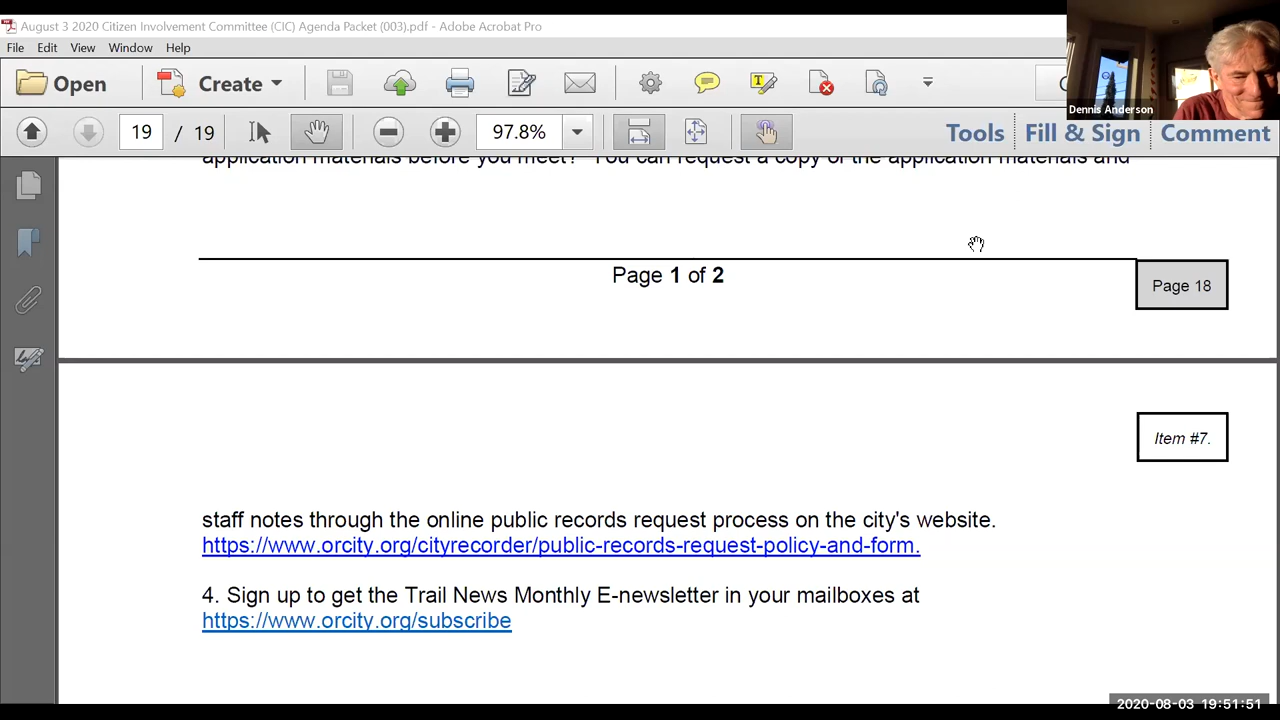 August 3 2020 Citizen Involvement Committee (CIC) Agenda Packet (003).pdf - Adobe Acrobat Pro
File Edit View Window Help
Open Create
19 / 19 97.8% Tools Fill & Sign Comment
Dennis Anderson
application materials before you meet? You can request a copy of the application materials and
Page 1 of 2
Page 18
Item #7.
staff notes through the online public records request process on the city's website.
https://www.orcity.org/cityrecorder/public-records-request-policy-and-form.
4. Sign up to get the Trail News Monthly E-newsletter in your mailboxes at
https://www.orcity.org/subscribe
2020-08-03 19:51:51